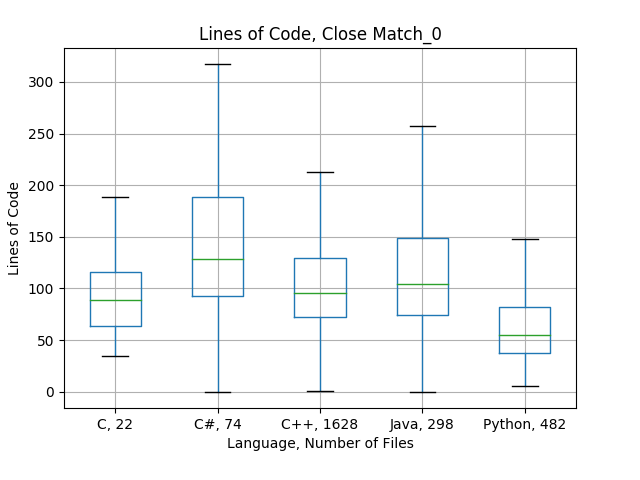 Lines of Code, Close Match_0
Lines of Code
300
250
200
150
100
50
0
C, 22
C#, 74
C++, 1628
Java, 298
Python, 482
Language, Number of Files